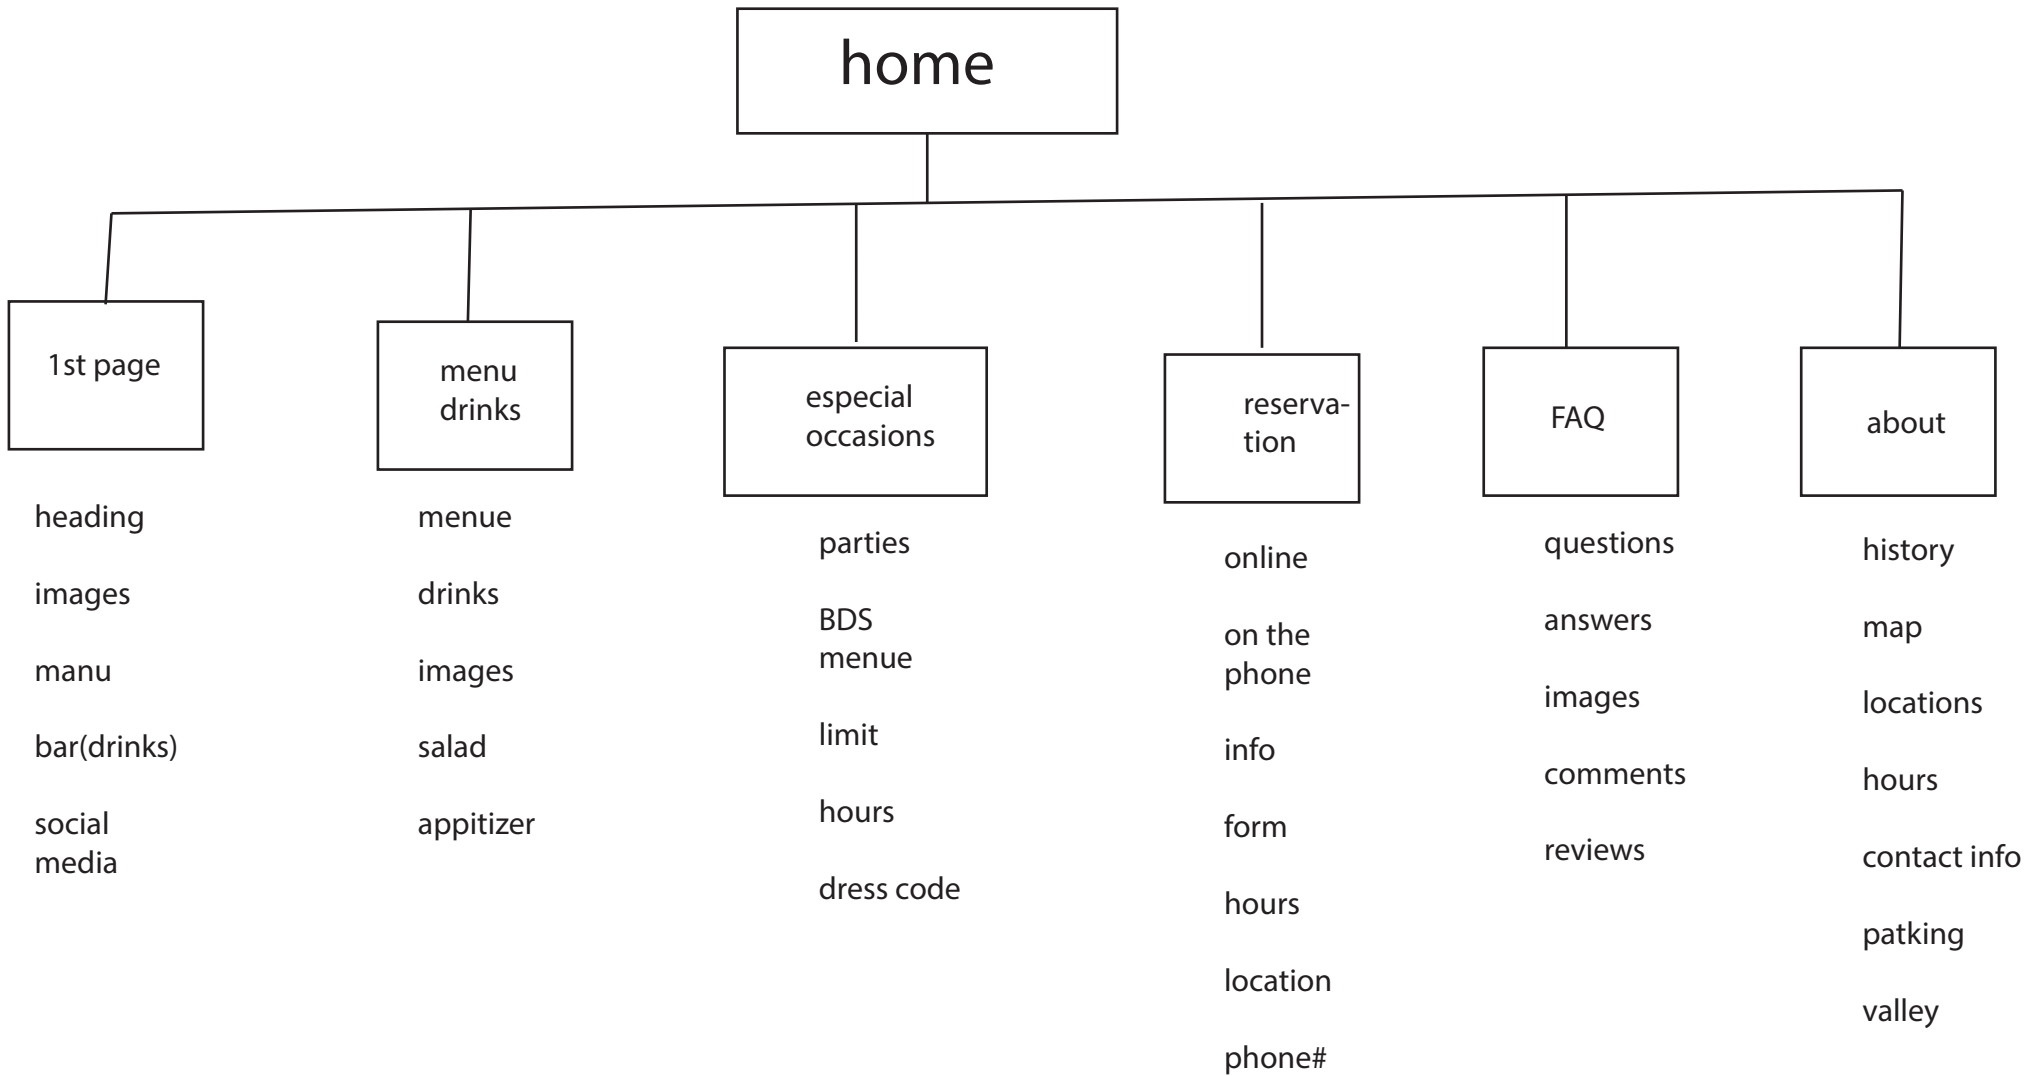 home
1st page
heading
images
manu
bar(drinks)
social
media
menu
drinks
menue
drinks
images
salad
appitizer
especial
occasions
parties
BDS
menue
limit
hours
dress code
reserva-
tion
online
on the
phone
info
form
hours
location
phone#
FAQ
questions
answers
images
comments
reviews
about
history
map
locations
hours
contact info
patking
valley